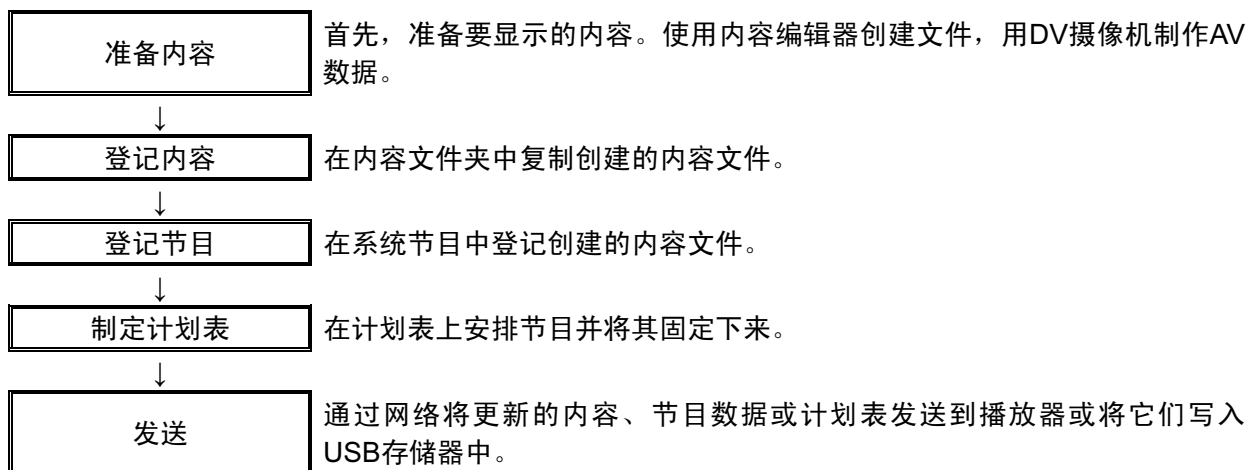 准备内容
首先，准备要显示的内容。使用内容编辑器创建文件，用DV摄像机制作AV
数据。
↓
登记内容
在内容文件夹中复制创建的内容文件。
↓
登记节目
在系统节目中登记创建的内容文件。
↓
制定计划表
在计划表上安排节目并将其固定下来。
↓
发送
通过网络将更新的内容、节目数据或计划表发送到播放器或将它们写入
USB存储器中。